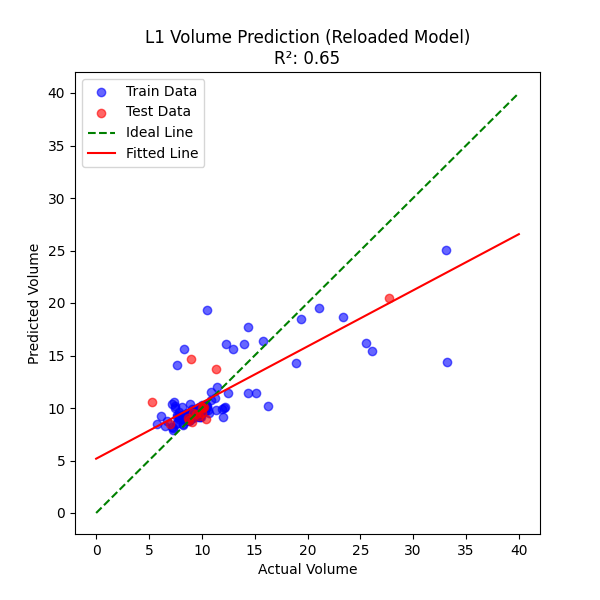 L1 Volume Prediction (Reloaded Model)
R²: 0.65
Train Data
Test Data
Ideal Line
Fitted Line
Predicted Volume
40
35
30
25
20
15
10
5
0
0 5 10 15 20 25 30 35 40
Actual Volume